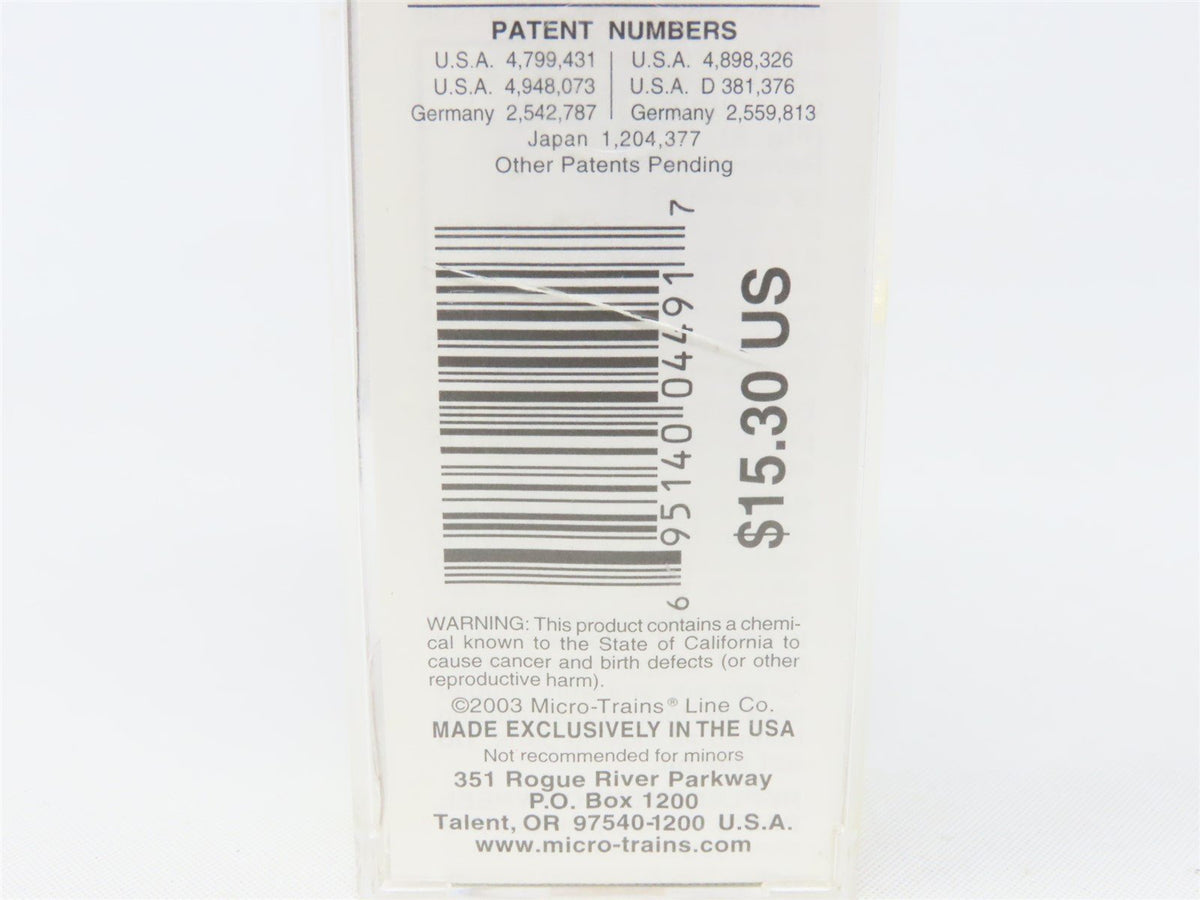 PATENT NUMBERS
U.S.A. 4,799,431 | U.S.A. 4,898,326
U.S.A. 4,948,073 | U.S.A. D 381,376
Germany 2,542,787 | Germany 2,559,813
Japan 1,204,377
Other Patents Pending
6 95140 04491 7
$15.30 US
WARNING: This product contains a chemi-
cal known to the State of California to
cause cancer and birth defects (or other
reproductive harm).
©2003 Micro-Trains® Line Co.
MADE EXCLUSIVELY IN THE USA
Not recommended for minors
351 Rogue River Parkway
P.O. Box 1200
Talent, OR 97540-1200 U.S.A.
www.micro-trains.com